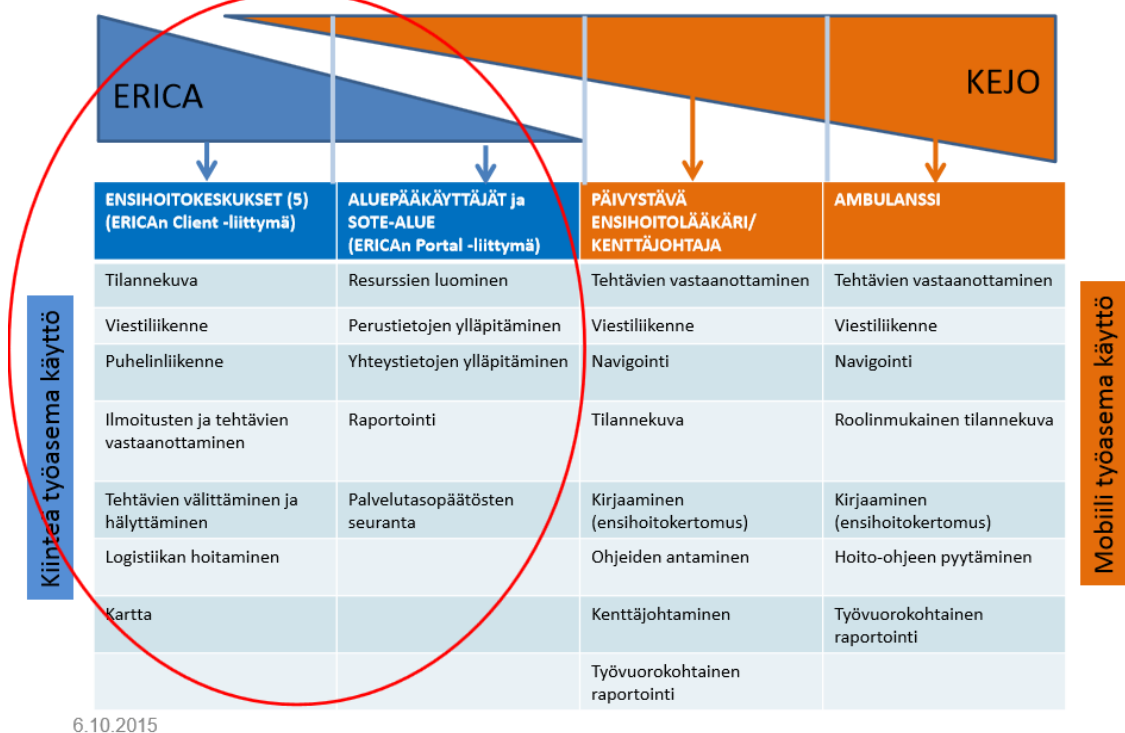 ERICA
KEJO
ENSIHOITOKESKUKSET (5)
(ERICAn Client -liittymä)
ALUEPÄÄKÄYTTÄJÄT ja
SOTE-ALUE
(ERICAn Portal -liittymä)
PÄIVYSTÄVÄ
ENSIHOITOLÄÄKÄRI/
KENTTÄJOHTAJA
AMBULANSSI
Tilannekuva
Resurssien luominen
Tehtävien vastaanottaminen
Tehtävien vastaanottaminen
Viestiliikenne
Perustietojen ylläpitäminen
Viestiliikenne
Viestiliikenne
Puhelinliikenne
Yhteystietojen ylläpitäminen
Navigointi
Navigointi
Ilmoitusten ja tehtävien
vastaanottaminen
Raportointi
Tilannekuva
Roolinmukainen tilannekuva
Tehtävien välittäminen ja
hälyttäminen
Palvelutasopäätösten
seuranta
Kirjaaminen
(ensihoitokertomus)
Kirjaaminen
(ensihoitokertomus)
Logistiikan hoitaminen
Ohjeiden antaminen
Hoito-ohjeen pyytäminen
Kartta
Kenttäjohtaminen
Työvuorokohtainen
raportointi
Työvuorokohtainen
raportointi
Kiinteä työasema käyttö
Mobiili työasema käyttö
6.10.2015